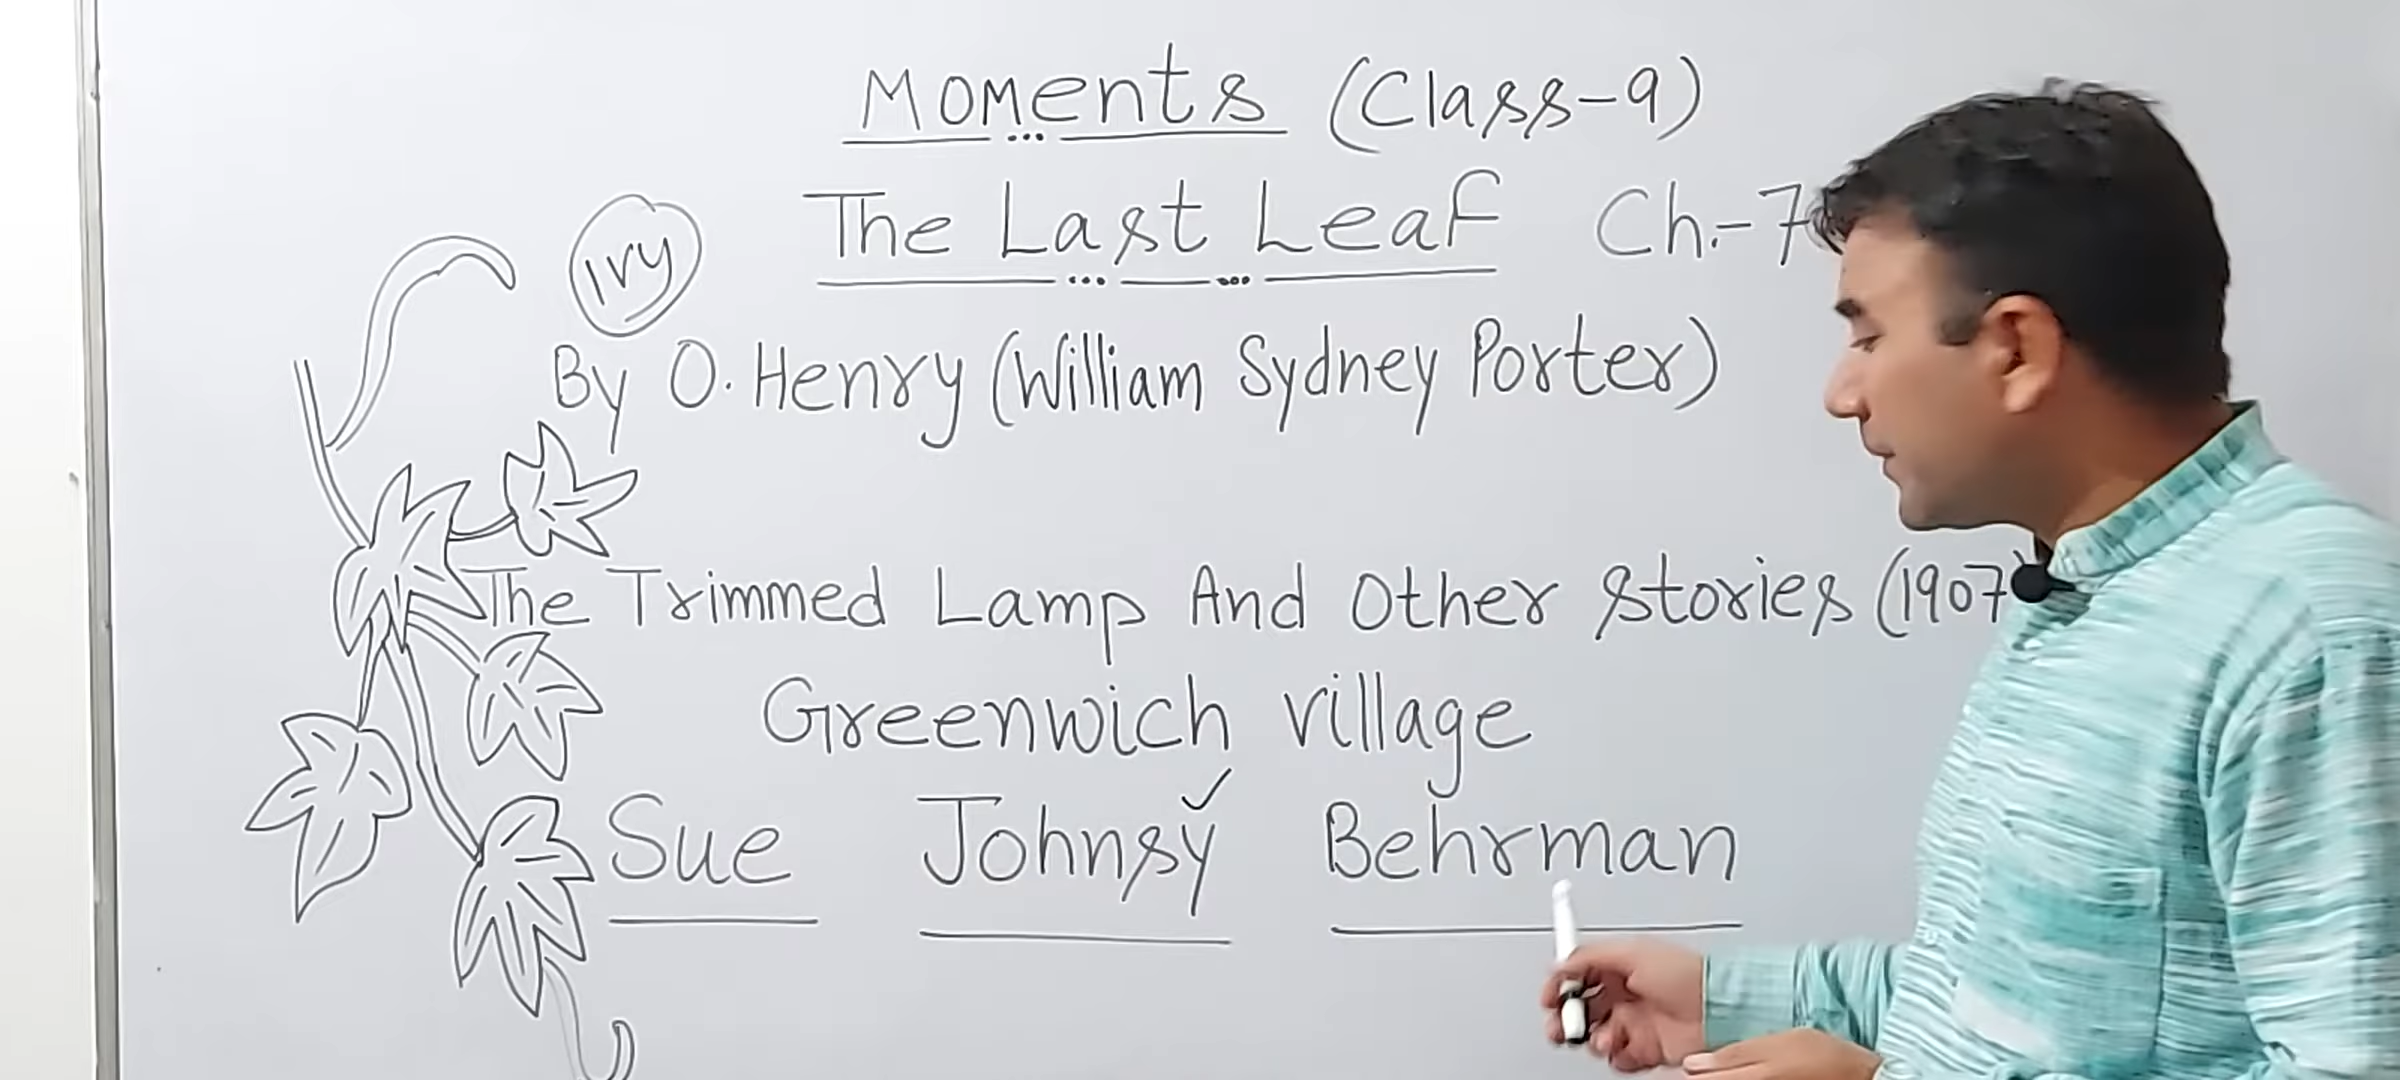 Moments (Class-9)
The Last Leaf Ch.-7
Ivy
By O. Henry (William Sydney Porter)
The Trimmed Lamp And Other Stories (1907
Greenwich village
Sue Johnsy Behrman